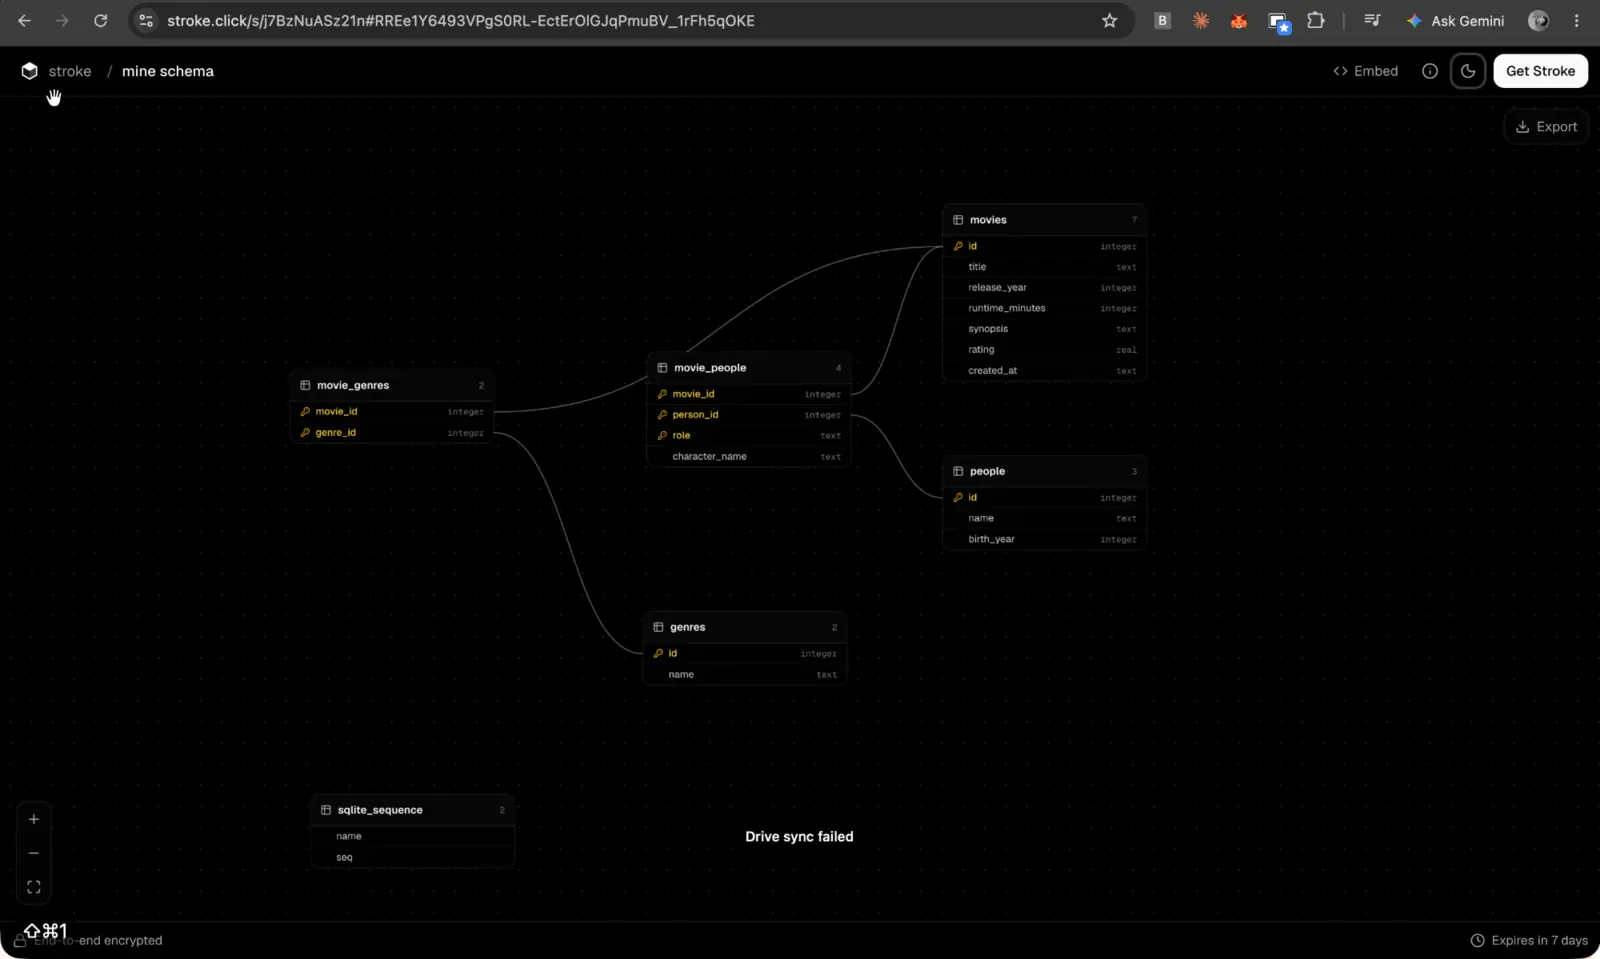 stroke.click/s/j7BzNuASz21n#RREe1Y6493VPgS0RL-EctErOIGJqPmuBV_1rFh5qOKE
B
Ask Gemini
stroke / mine schema
<> Embed
Get Stroke
Export
movies 7
id integer
title text
release_year integer
runtime_minutes integer
synopsis text
rating real
created_at text
movie_people 4
movie_id integer
person_id integer
role text
character_name text
movie_genres 2
movie_id integer
genre_id integer
people 3
id integer
name text
birth_year integer
genres 2
id integer
name text
sqlite_sequence 2
name
seq
Drive sync failed
⇧⌘1
End-to-end encrypted
Expires in 7 days